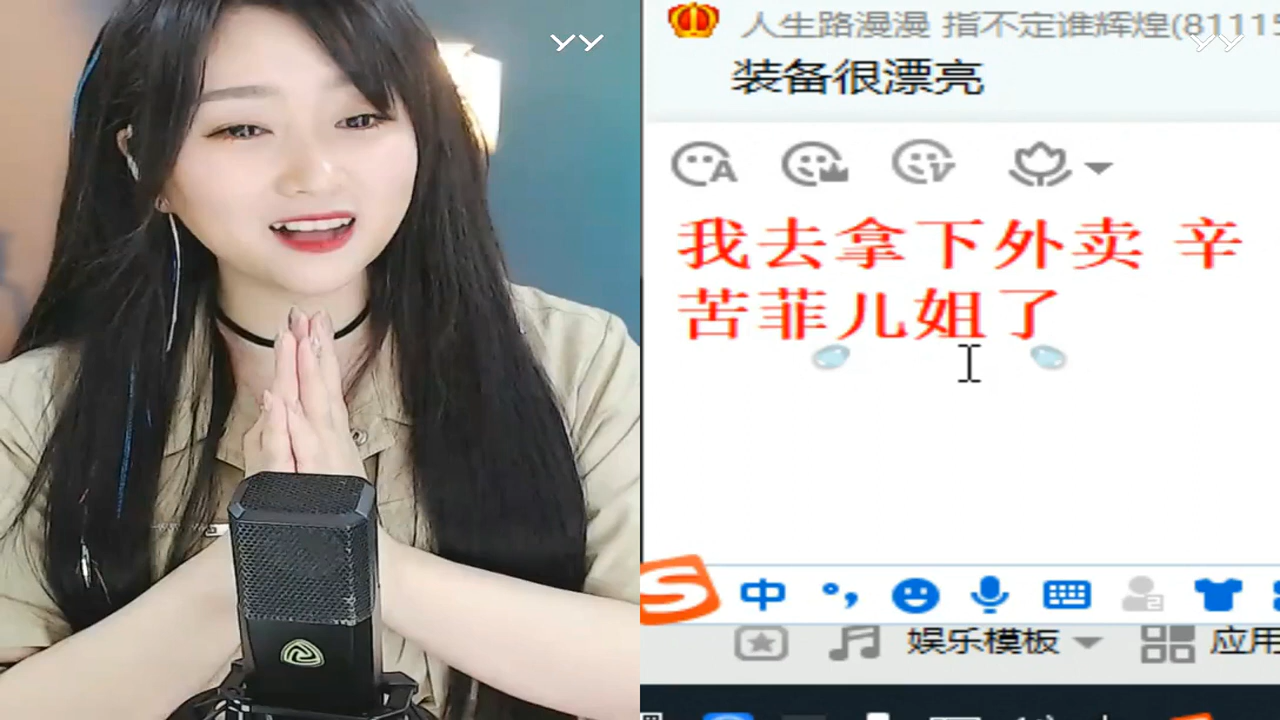 YY
人生路漫漫 指不定谁辉煌(81115
YY
装备很漂亮
我去拿下外卖 辛
苦菲儿姐了
中
娱乐模板
应用